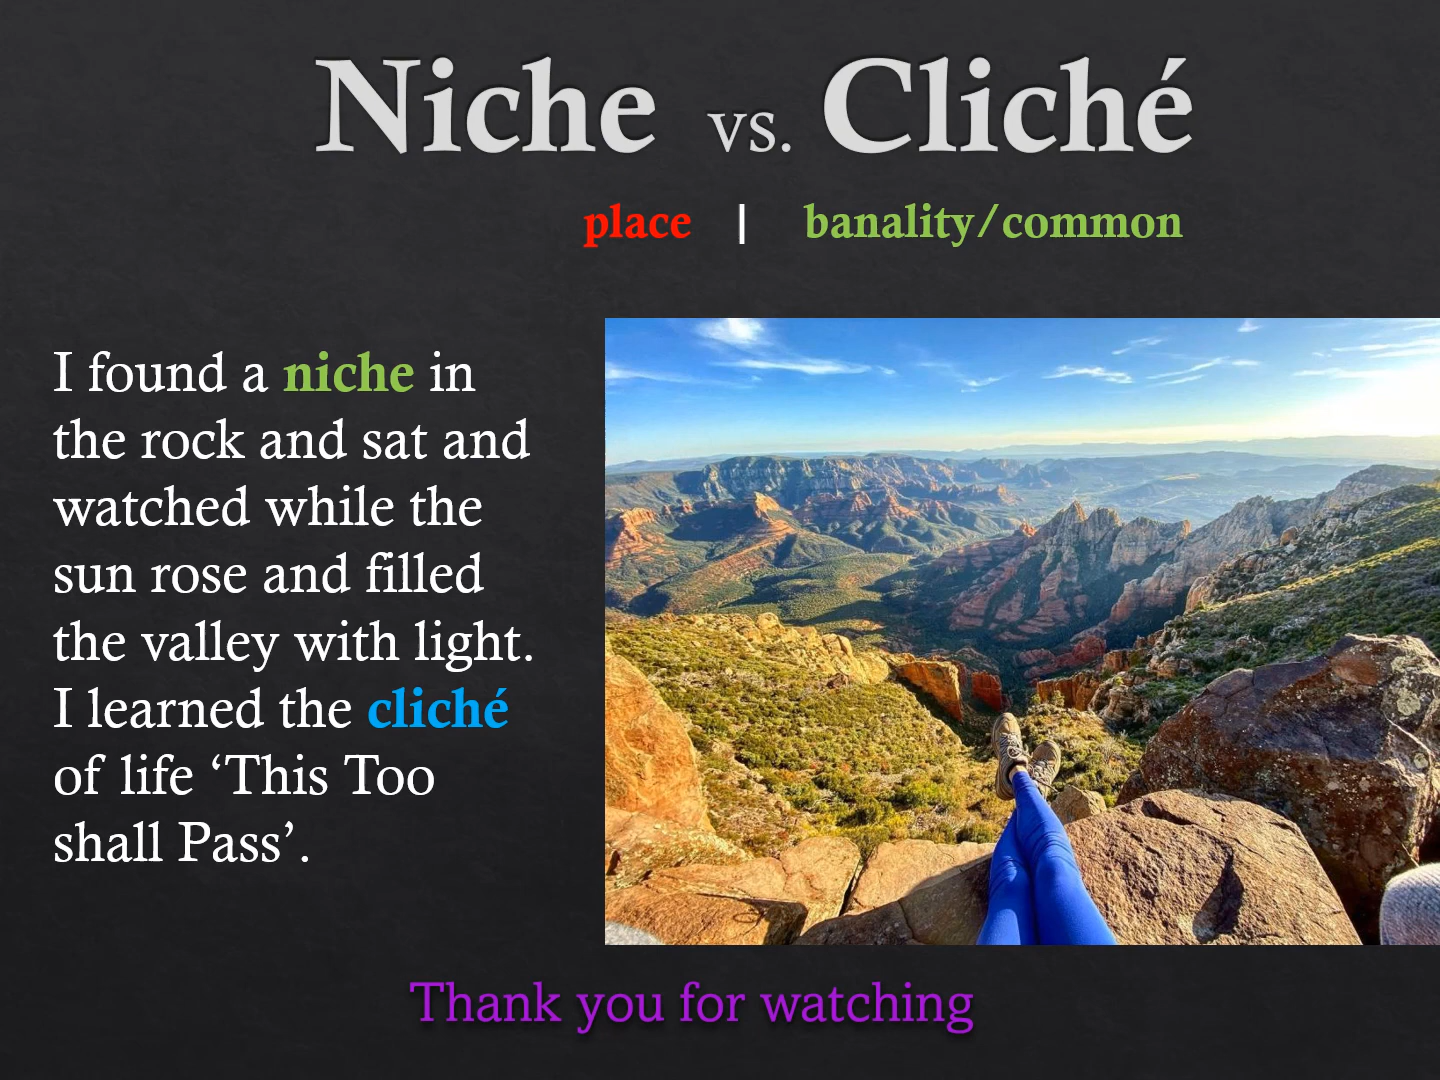 Niche vs. Cliché
place | banality/common
I found a niche in
the rock and sat and
watched while the
sun rose and filled
the valley with light.
I learned the cliché
of life ‘This Too
shall Pass’.
Thank you for watching